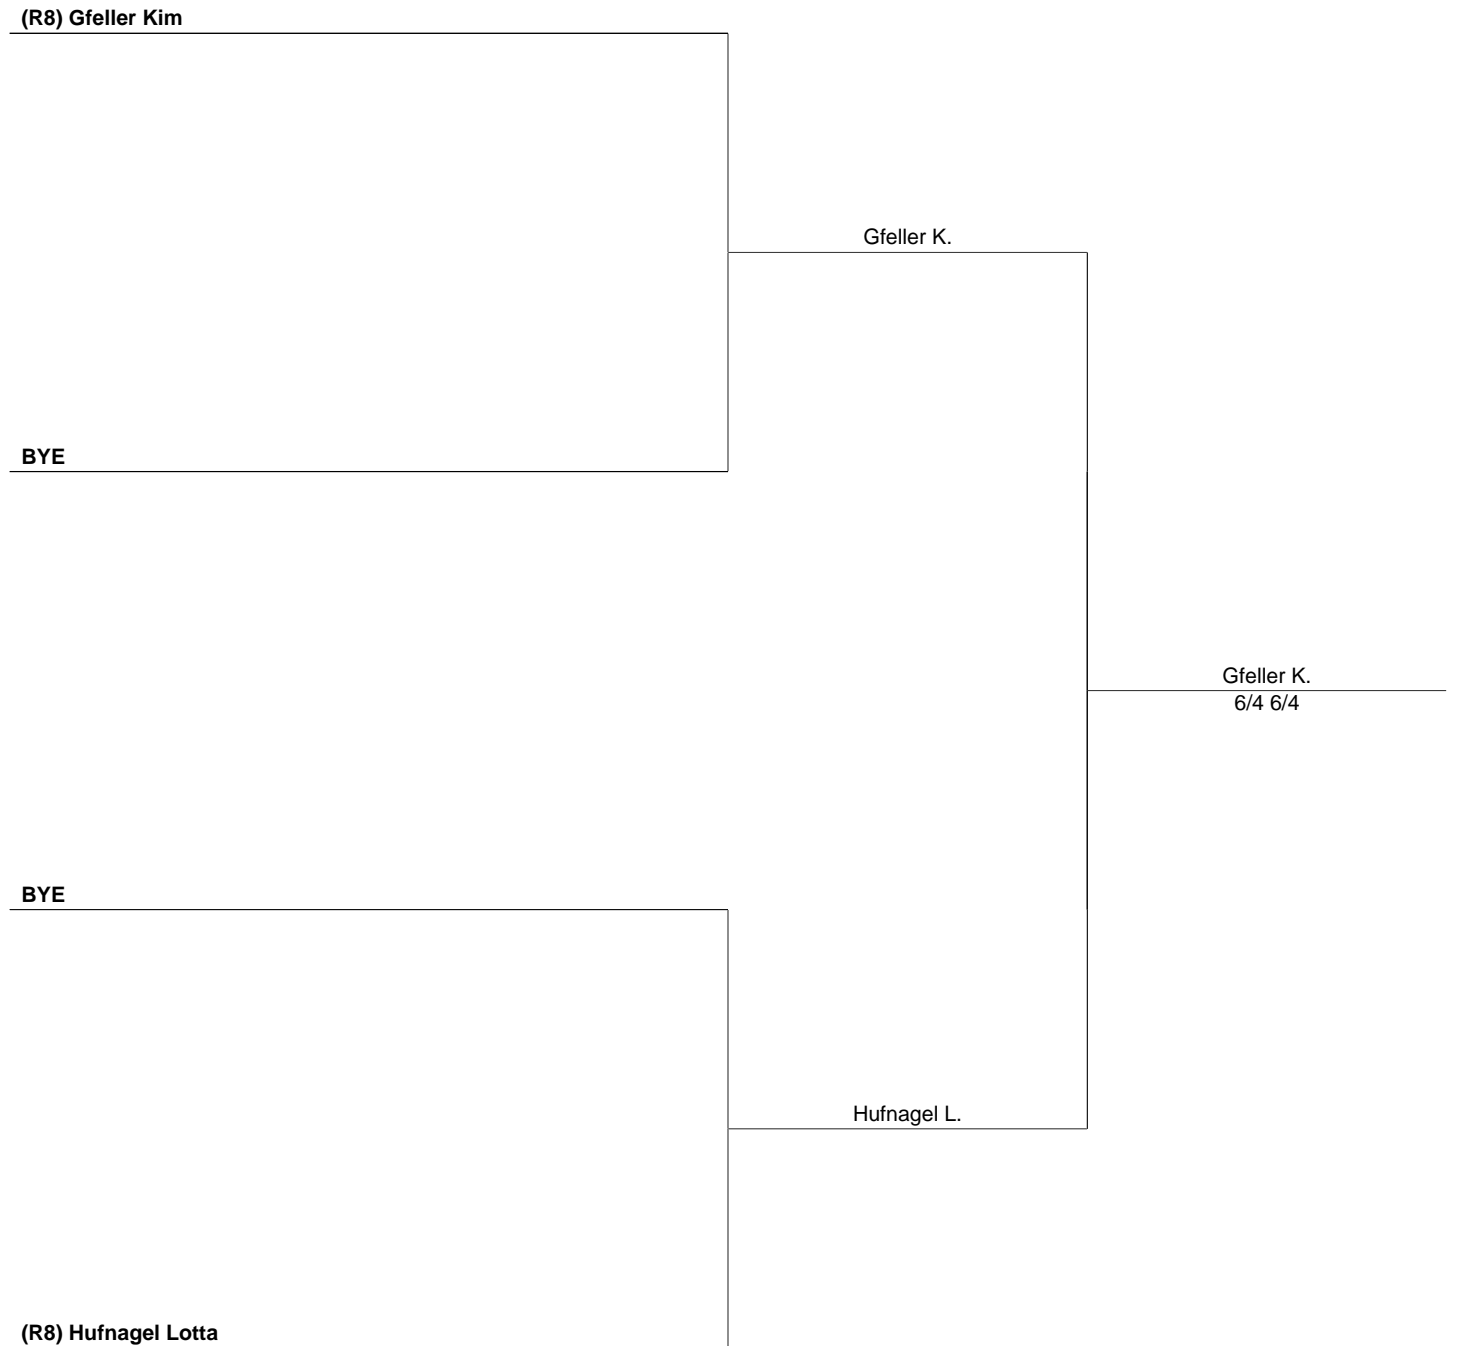 (R8) Gfeller Kim
Gfeller K.
BYE
Gfeller K.
6/4 6/4
BYE
Hufnagel L.
(R8) Hufnagel Lotta